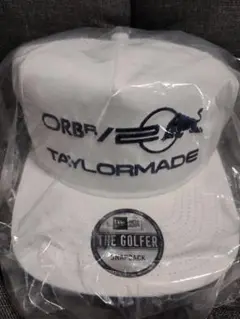 ORBR
TAYLORMADE
NEW ERA
THE GOLFER
SNAPBACK